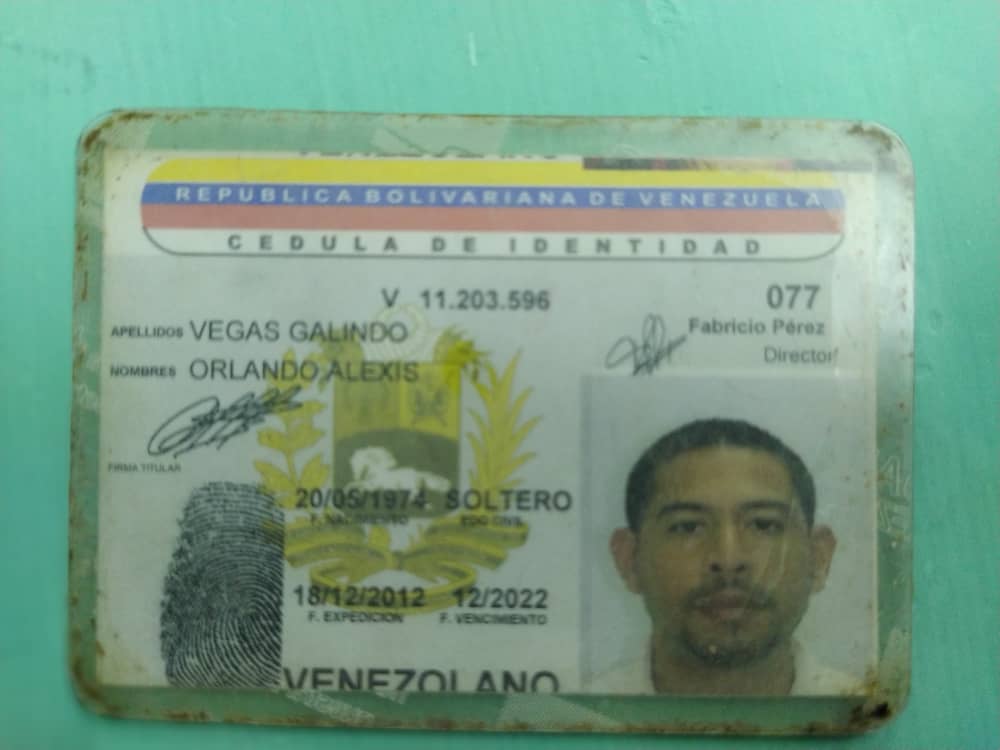 REPUBLICA BOLIVARIANA DE VENEZUELA
CEDULA DE IDENTIDAD
V 11.203.596
077
APELLIDOS VEGAS GALINDO
Fabricio Pérez
Director
NOMBRES ORLANDO ALEXIS
FIRMA TITULAR
20/05/1974 SOLTERO
F. NACIMIENTO EDO CIVIL
18/12/2012 12/2022
F. EXPEDICION F. VENCIMIENTO
VENEZOLANO